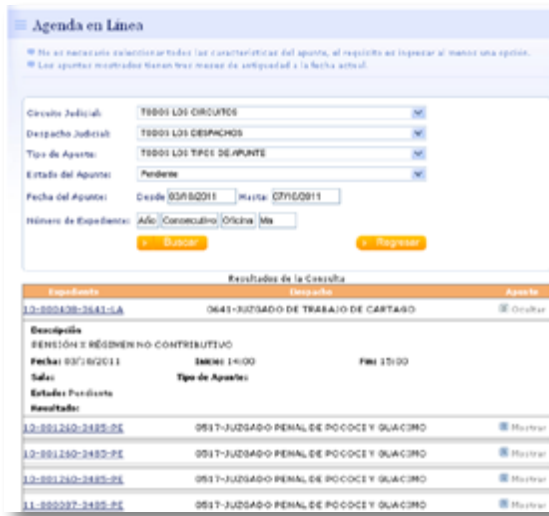 Agenda en Línea
No es necesario seleccionar todas las características del apunte, el requisito es ingresar al menos una opción.
Los apuntes mostrados tienen tres meses de antigüedad a la fecha actual.
Circuito Judicial: TODOS LOS CIRCUITOS
Despacho Judicial: TODOS LOS DESPACHOS
Tipo de Apunte: TODOS LOS TIPOS DE APUNTE
Estado del Apunte: Pendiente
Fecha del Apunte: Desde 03/10/2011 Hasta: 07/10/2011
Número de Expediente: Año Consecutivo Oficina Ma
Buscar Regresar
Resultados de la Consulta
Expediente Despacho Apunte
10-000408-0641-LA 0641-JUZGADO DE TRABAJO DE CARTAGO Ocultar
Descripción
PENSIÓN X RÉGIMEN NO CONTRIBUTIVO
Fecha: 03/10/2011 Inicio: 14:00 Fin: 15:00
Sala: Tipo de Apunte:
Estado: Pendiente
Resultado:
10-001260-0485-PE 0517-JUZGADO PENAL DE POCOCI Y GUACIMO Mostrar
10-001260-0485-PE 0517-JUZGADO PENAL DE POCOCI Y GUACIMO Mostrar
10-001260-0485-PE 0517-JUZGADO PENAL DE POCOCI Y GUACIMO Mostrar
0517-JUZGADO PENAL DE POCOCI Y GUACIMO Mostrar